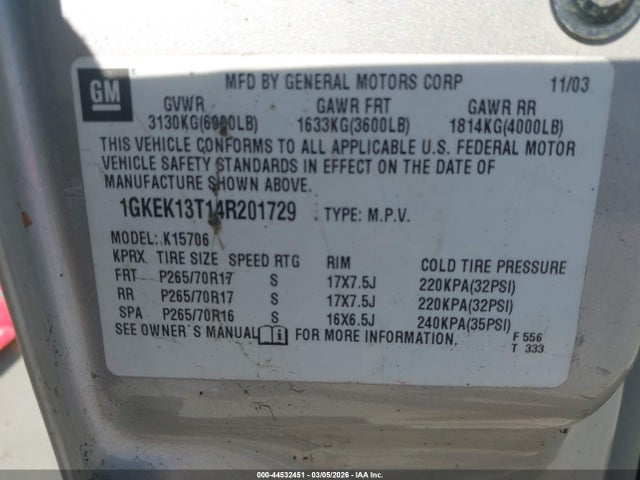 GM
MFD BY GENERAL MOTORS CORP 11/03
GVWR GAWR FRT GAWR RR
3130KG(6900LB) 1633KG(3600LB) 1814KG(4000LB)
THIS VEHICLE CONFORMS TO ALL APPLICABLE U.S. FEDERAL MOTOR
VEHICLE SAFETY STANDARDS IN EFFECT ON THE DATE OF
MANUFACTURE SHOWN ABOVE.
1GKEK13T14R201729 TYPE: M.P.V.
MODEL: K15706
KPRX TIRE SIZE SPEED RTG RIM COLD TIRE PRESSURE
FRT P265/70R17 S 17X7.5J 220KPA(32PSI)
RR P265/70R17 S 17X7.5J 220KPA(32PSI)
SPA P265/70R16 S 16X6.5J 240KPA(35PSI)
SEE OWNER'S MANUAL FOR MORE INFORMATION.
F 556
T 333
000-44532451 - 03/05/2026 - IAA Inc. (IAA)